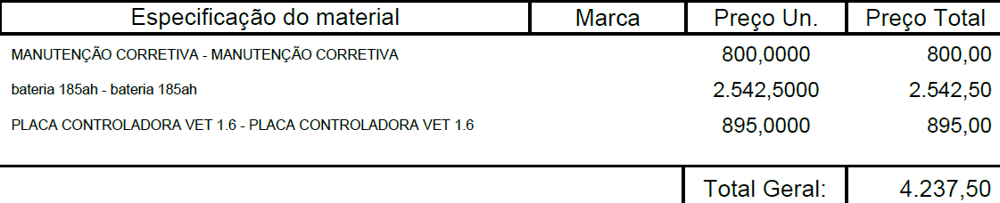 Especificação do material Marca Preço Un. Preço Total
MANUTENÇÃO CORRETIVA - MANUTENÇÃO CORRETIVA 800,0000 800,00
bateria 185ah - bateria 185ah 2.542,5000 2.542,50
PLACA CONTROLADORA VET 1.6 - PLACA CONTROLADORA VET 1.6 895,0000 895,00
Total Geral: 4.237,50